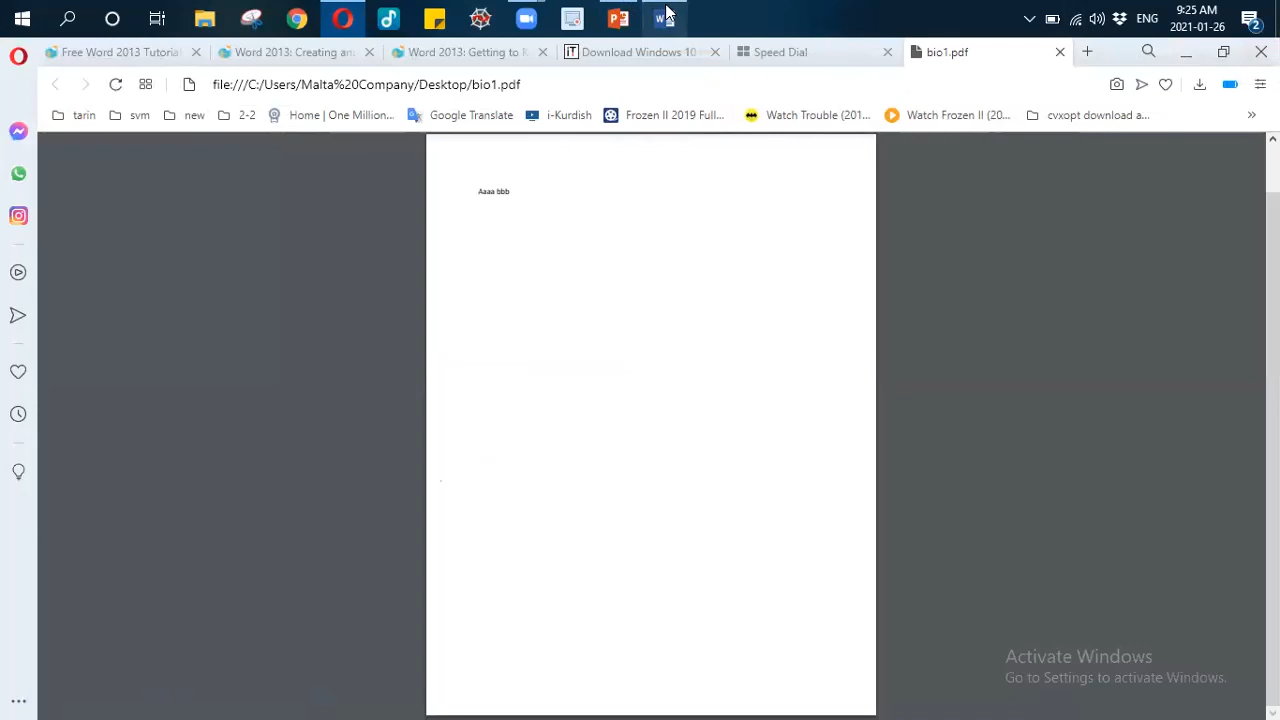 9:25 AM
ENG
2021-01-26
2
Free Word 2013 Tutoria
Word 2013: Creating an
Word 2013: Getting to
Download Windows 10
Speed Dial
bio1.pdf
file:///C:/Users/Malta%20Company/Desktop/bio1.pdf
tarin
svm
new
2-2
Home | One Million...
Google Translate
i-Kurdish
Frozen II 2019 Full...
Watch Trouble (201...
Watch Frozen II (20...
cvxopt download a...
Aaaa bbb
Activate Windows
Go to Settings to activate Windows.